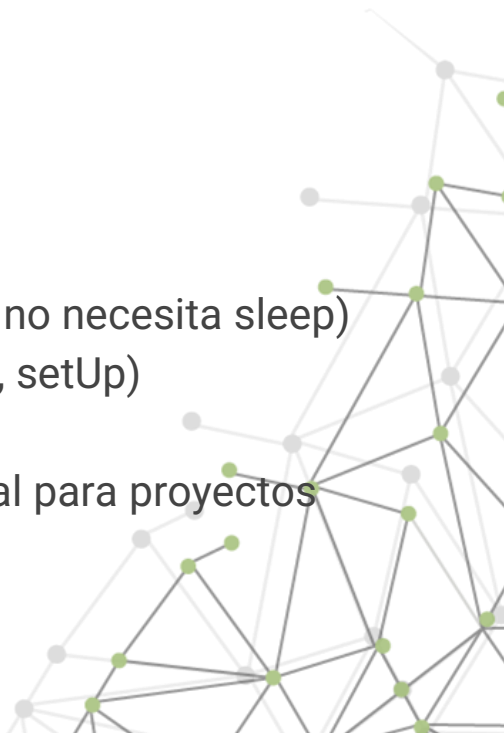 no necesita sleep)
, setUp)
al para proyectos